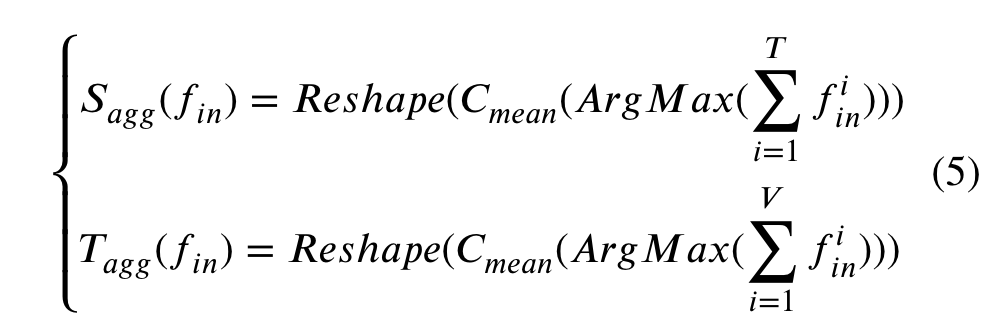 S_{agg}(f_{in}) = Reshape(C_{mean}(ArgMax(\sum_{i=1}^{T} f_{in}^{i})))
T_{agg}(f_{in}) = Reshape(C_{mean}(ArgMax(\sum_{i=1}^{V} f_{in}^{i})))
(5)